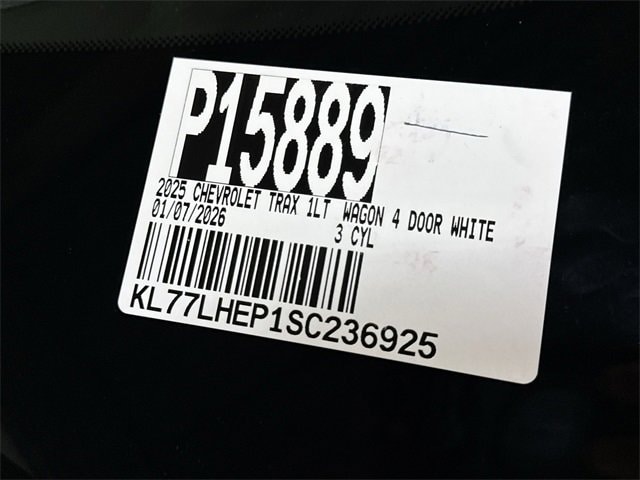 P15889
2025 CHEVROLET TRAX 1LT WAGON 4 DOOR WHITE
01/07/2026 3 CYL
KL77LHEP1SC236925